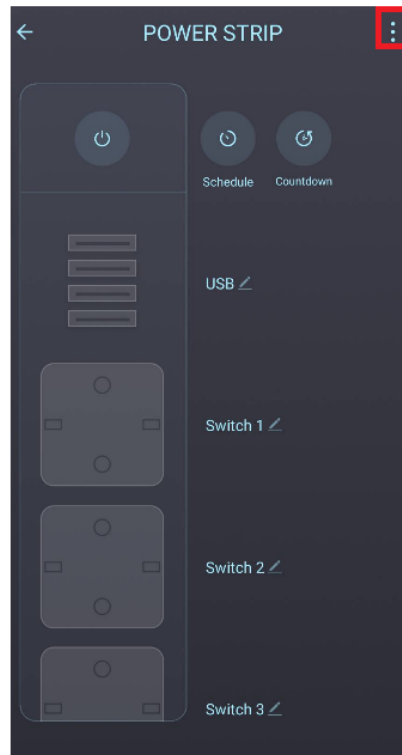 POWER STRIP
Schedule Countdown
USB
Switch 1
Switch 2
Switch 3